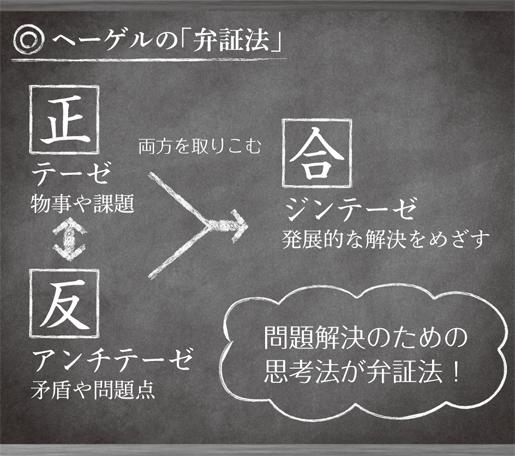 ◎ ヘーゲルの「弁証法」
正
テーゼ
物事や課題
反
アンチテーゼ
矛盾や問題点
両方を取りこむ
合
ジンテーゼ
発展的な解決をめざす
問題解決のための
思考法が弁証法！